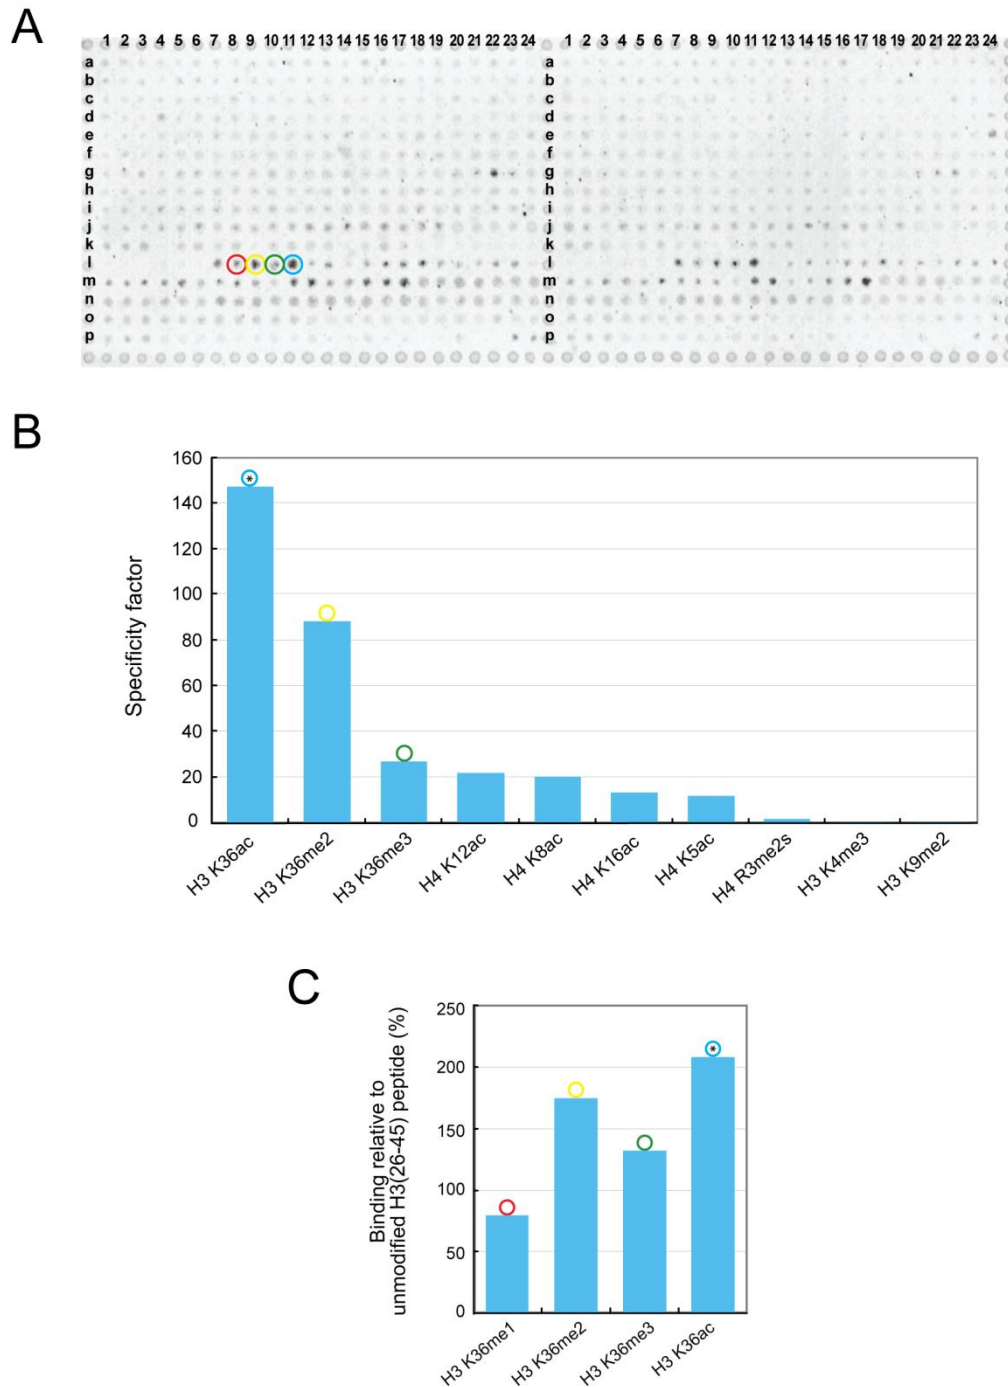 A
1 2 3 4 5 6 7 8 9 10 11 12 13 14 15 16 17 18 19 20 21 22 23 24 1 2 3 4 5 6 7 8 9 10 11 12 13 14 15 16 17 18 19 20 21 22 23 24
a a
b b
c c
d d
e e
f f
g g
h h
i i
j j
k k
l l
m m
n n
o o
p p
B
Specificity factor
160
140
120
100
80
60
40
20
0
*
H3 K36ac
H3 K36me2
H3 K36me3
H4 K12ac
H4 K8ac
H4 K16ac
H4 K5ac
H4 R3me2s
H3 K4me3
H3 K9me2
C
Binding relative to
unmodified H3(26-45) peptide (%)
250
200
150
100
50
0
*
H3 K36me1
H3 K36me2
H3 K36me3
H3 K36ac